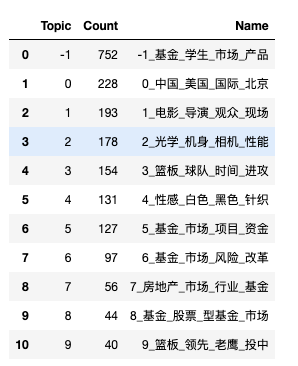 Topic Count Name
0 -1 752 -1_基金_学生_市场_产品
1 0 228 0_中国_美国_国际_北京
2 1 193 1_电影_导演_观众_现场
3 2 178 2_光学_机身_相机_性能
4 3 154 3_篮板_球队_时间_进攻
5 4 131 4_性感_白色_黑色_针织
6 5 127 5_基金_市场_项目_资金
7 6 97 6_基金_市场_风险_改革
8 7 56 7_房地产_市场_行业_基金
9 8 44 8_基金_股票_型基金_市场
10 9 40 9_篮板_领先_老鹰_投中